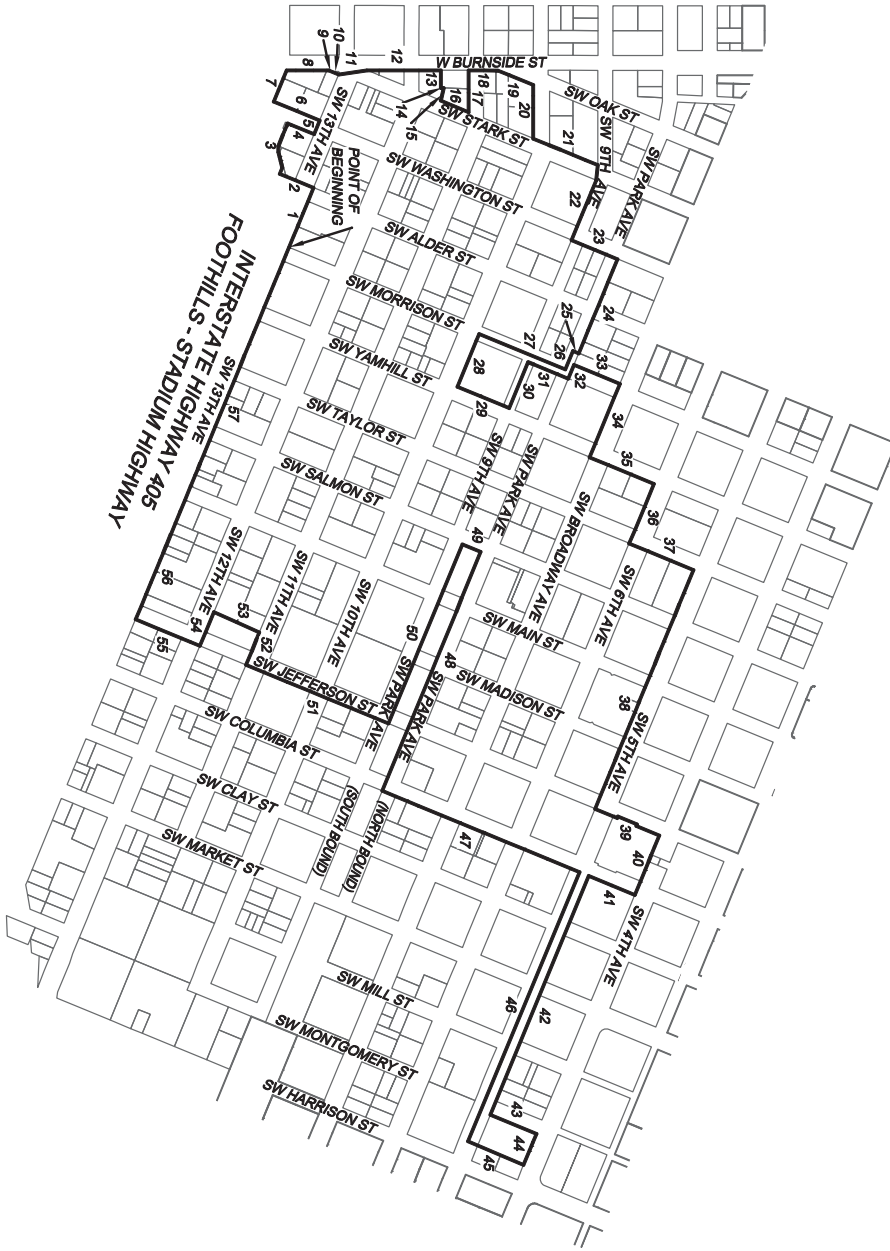 W BURNSIDE ST
SW OAK ST
SW STARK ST
SW WASHINGTON ST
SW ALDER ST
SW MORRISON ST
SW YAMHILL ST
SW TAYLOR ST
SW SALMON ST
SW MAIN ST
SW MADISON ST
SW JEFFERSON ST
SW COLUMBIA ST
SW CLAY ST
SW MARKET ST
SW MILL ST
SW MONTGOMERY ST
SW HARRISON ST
SW 13TH AVE
SW 13TH AVE
SW 12TH AVE
SW 11TH AVE
SW 10TH AVE
SW 9TH AVE
SW 9TH AVE
SW PARK AVE
SW PARK AVE
SW PARK AVE
SW PARK AVE
(SOUTH BOUND)
(NORTH BOUND)
SW BROADWAY AVE
SW 6TH AVE
SW 5TH AVE
SW 4TH AVE
POINT OF
BEGINNING
INTERSTATE HIGHWAY 405
FOOTHILLS - STADIUM HIGHWAY
1
2
3
4
5
6
7
8
9
10
11
12
13
14
15
16
17
18
19
20
21
22
23
24
25
26
27
28
29
30
31
32
33
34
35
36
37
38
39
40
41
42
43
44
45
46
47
48
49
50
51
52
53
54
55
56
57